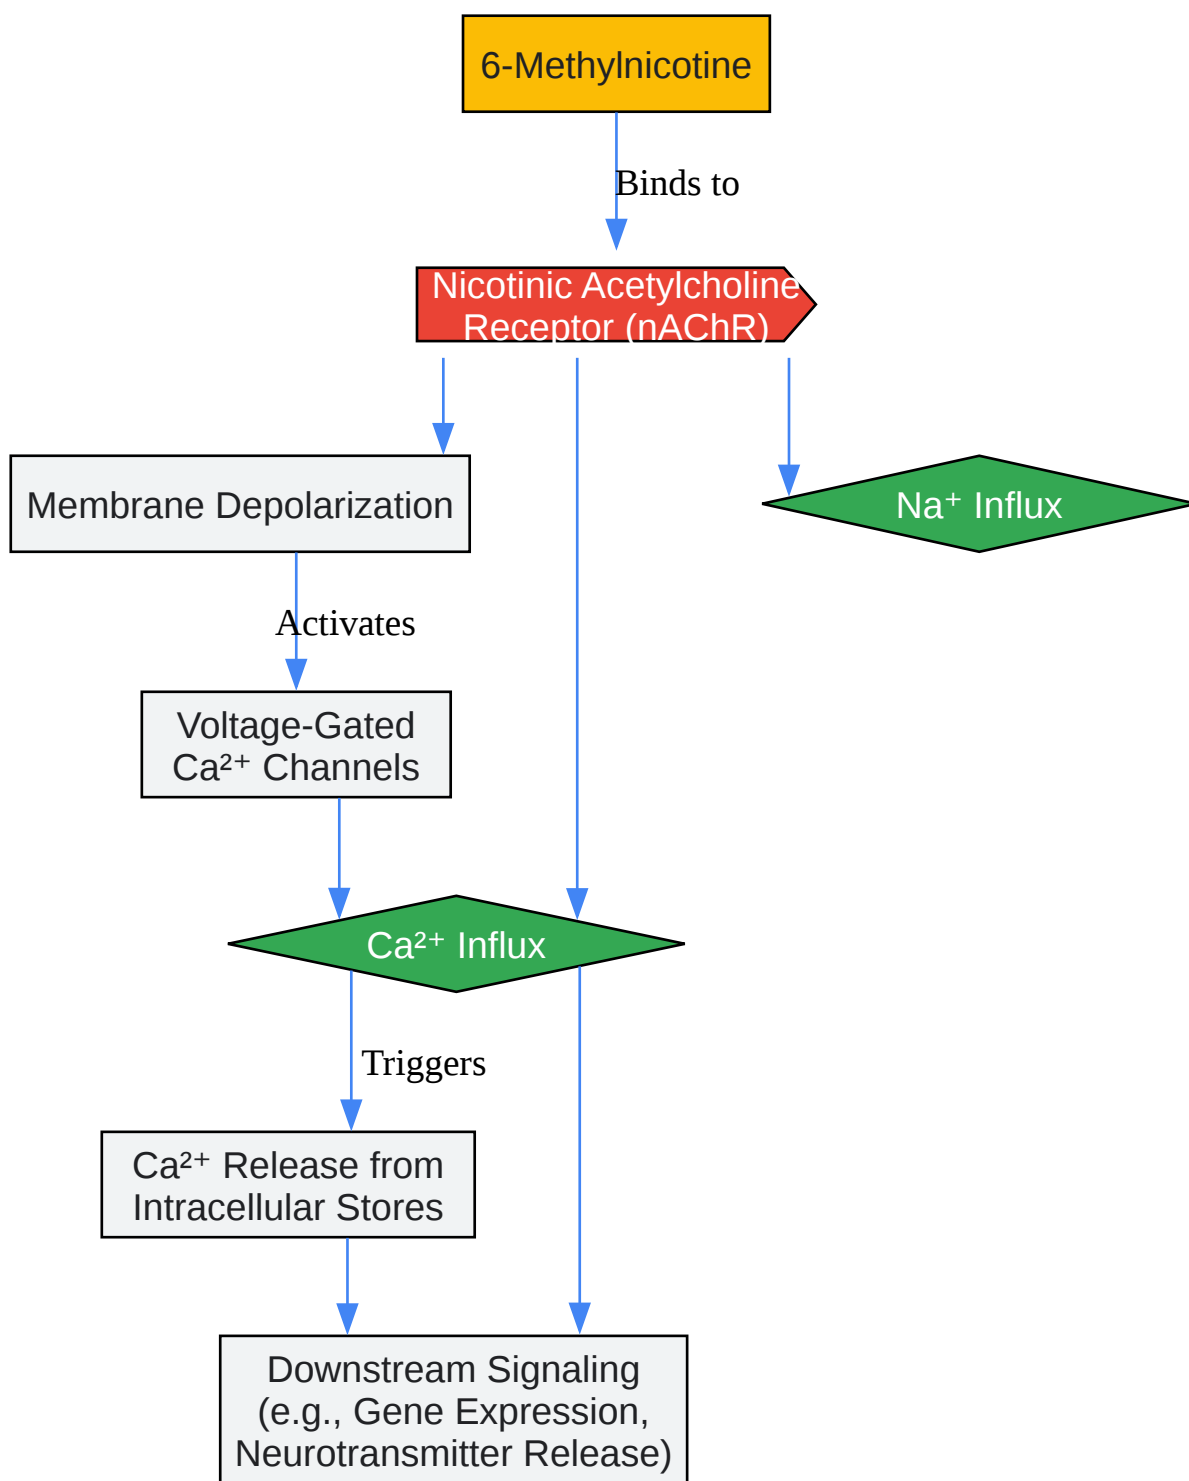 6-Methylnicotine
Binds to
Nicotinic Acetylcholine
Receptor (nAChR)
Membrane Depolarization
Na⁺ Influx
Activates
Voltage-Gated
Ca²⁺ Channels
Ca²⁺ Influx
Triggers
Ca²⁺ Release from
Intracellular Stores
Downstream Signaling
(e.g., Gene Expression,
Neurotransmitter Release)